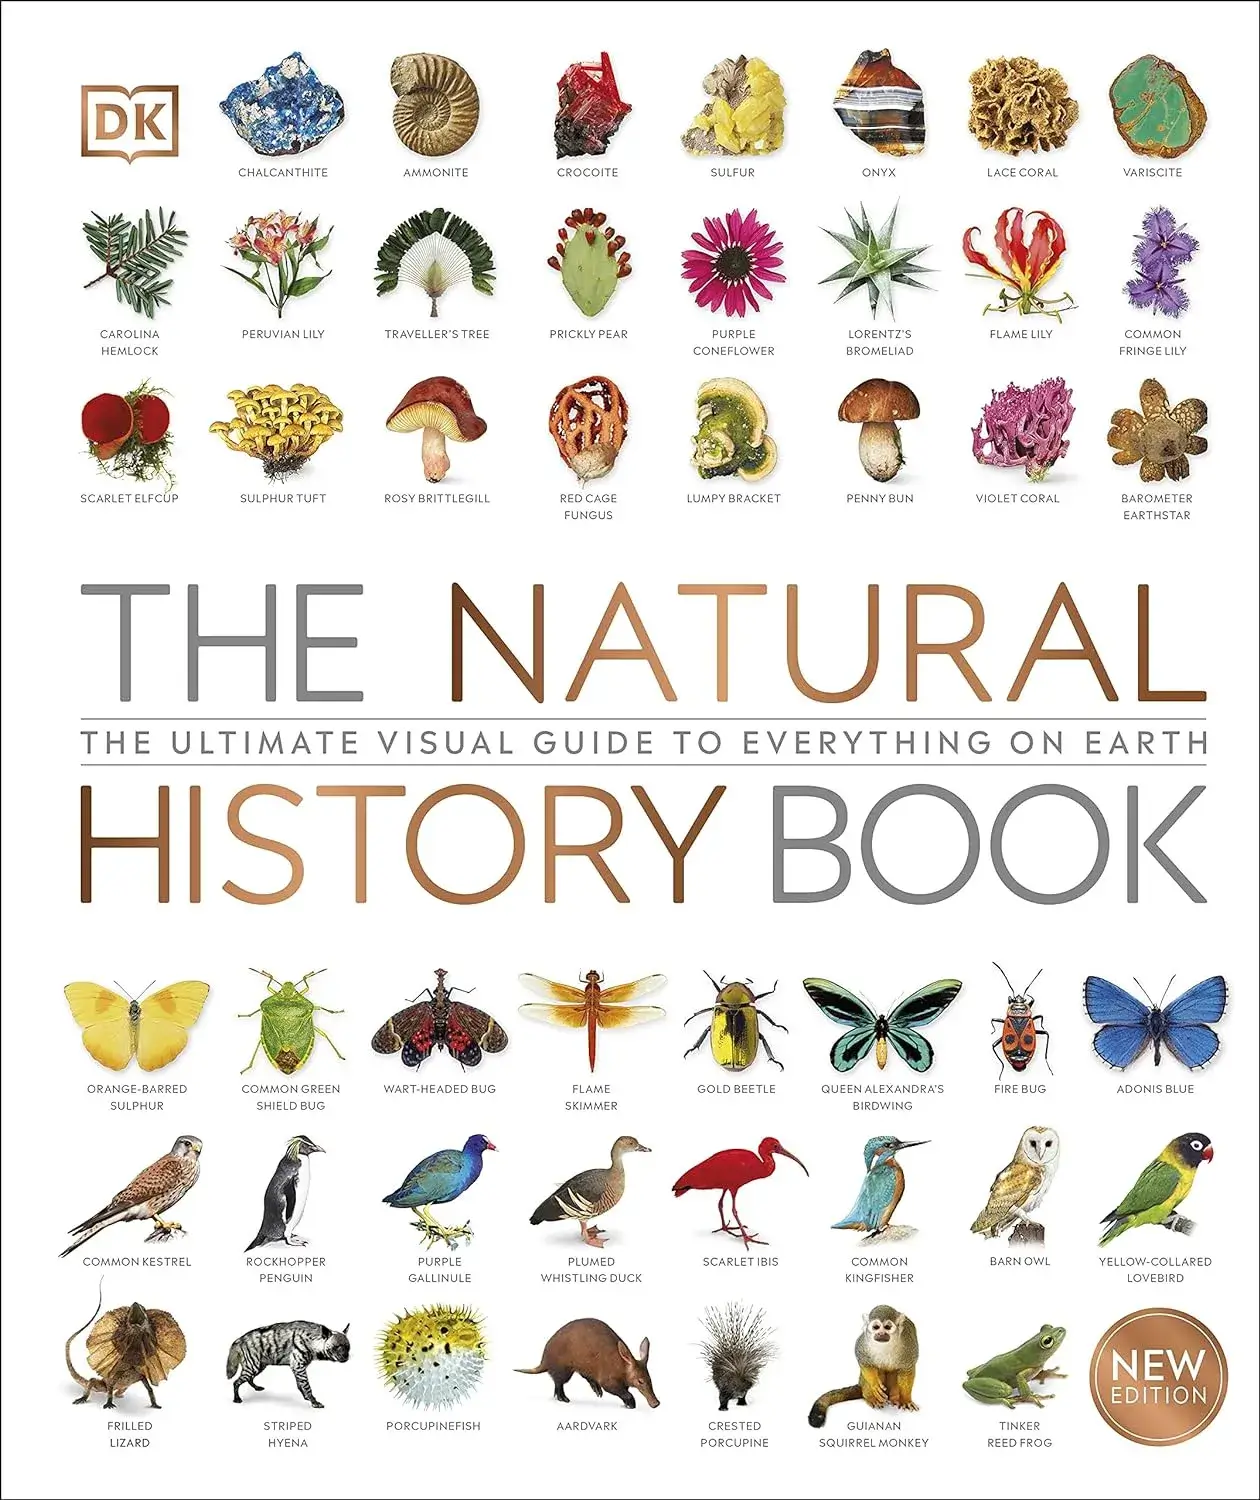 DK
CHALCANTHITE
AMMONITE
CROCOITE
SULFUR
ONYX
LACE CORAL
VARISCITE
CAROLINA
HEMLOCK
PERUVIAN LILY
TRAVELLER'S TREE
PRICKLY PEAR
PURPLE
CONEFLOWER
LORENTZ'S
BROMELIAD
FLAME LILY
COMMON
FRINGE LILY
SCARLET ELFCUP
SULPHUR TUFT
ROSY BRITTLEGILL
RED CAGE
FUNGUS
LUMPY BRACKET
PENNY BUN
VIOLET CORAL
BAROMETER
EARTHSTAR
THE NATURAL
THE ULTIMATE VISUAL GUIDE TO EVERYTHING ON EARTH
HISTORY BOOK
ORANGE-BARRED
SULPHUR
COMMON GREEN
SHIELD BUG
WART-HEADED BUG
FLAME
SKIMMER
GOLD BEETLE
QUEEN ALEXANDRA'S
BIRDWING
FIRE BUG
ADONIS BLUE
COMMON KESTREL
ROCKHOPPER
PENGUIN
PURPLE
GALLINULE
PLUMED
WHISTLING DUCK
SCARLET IBIS
COMMON
KINGFISHER
BARN OWL
YELLOW-COLLARED
LOVEBIRD
FRILLED
LIZARD
STRIPED
HYENA
PORCUPINEFISH
AARDVARK
CRESTED
PORCUPINE
GUIANAN
SQUIRREL MONKEY
TINKER
REED FROG
NEW
EDITION